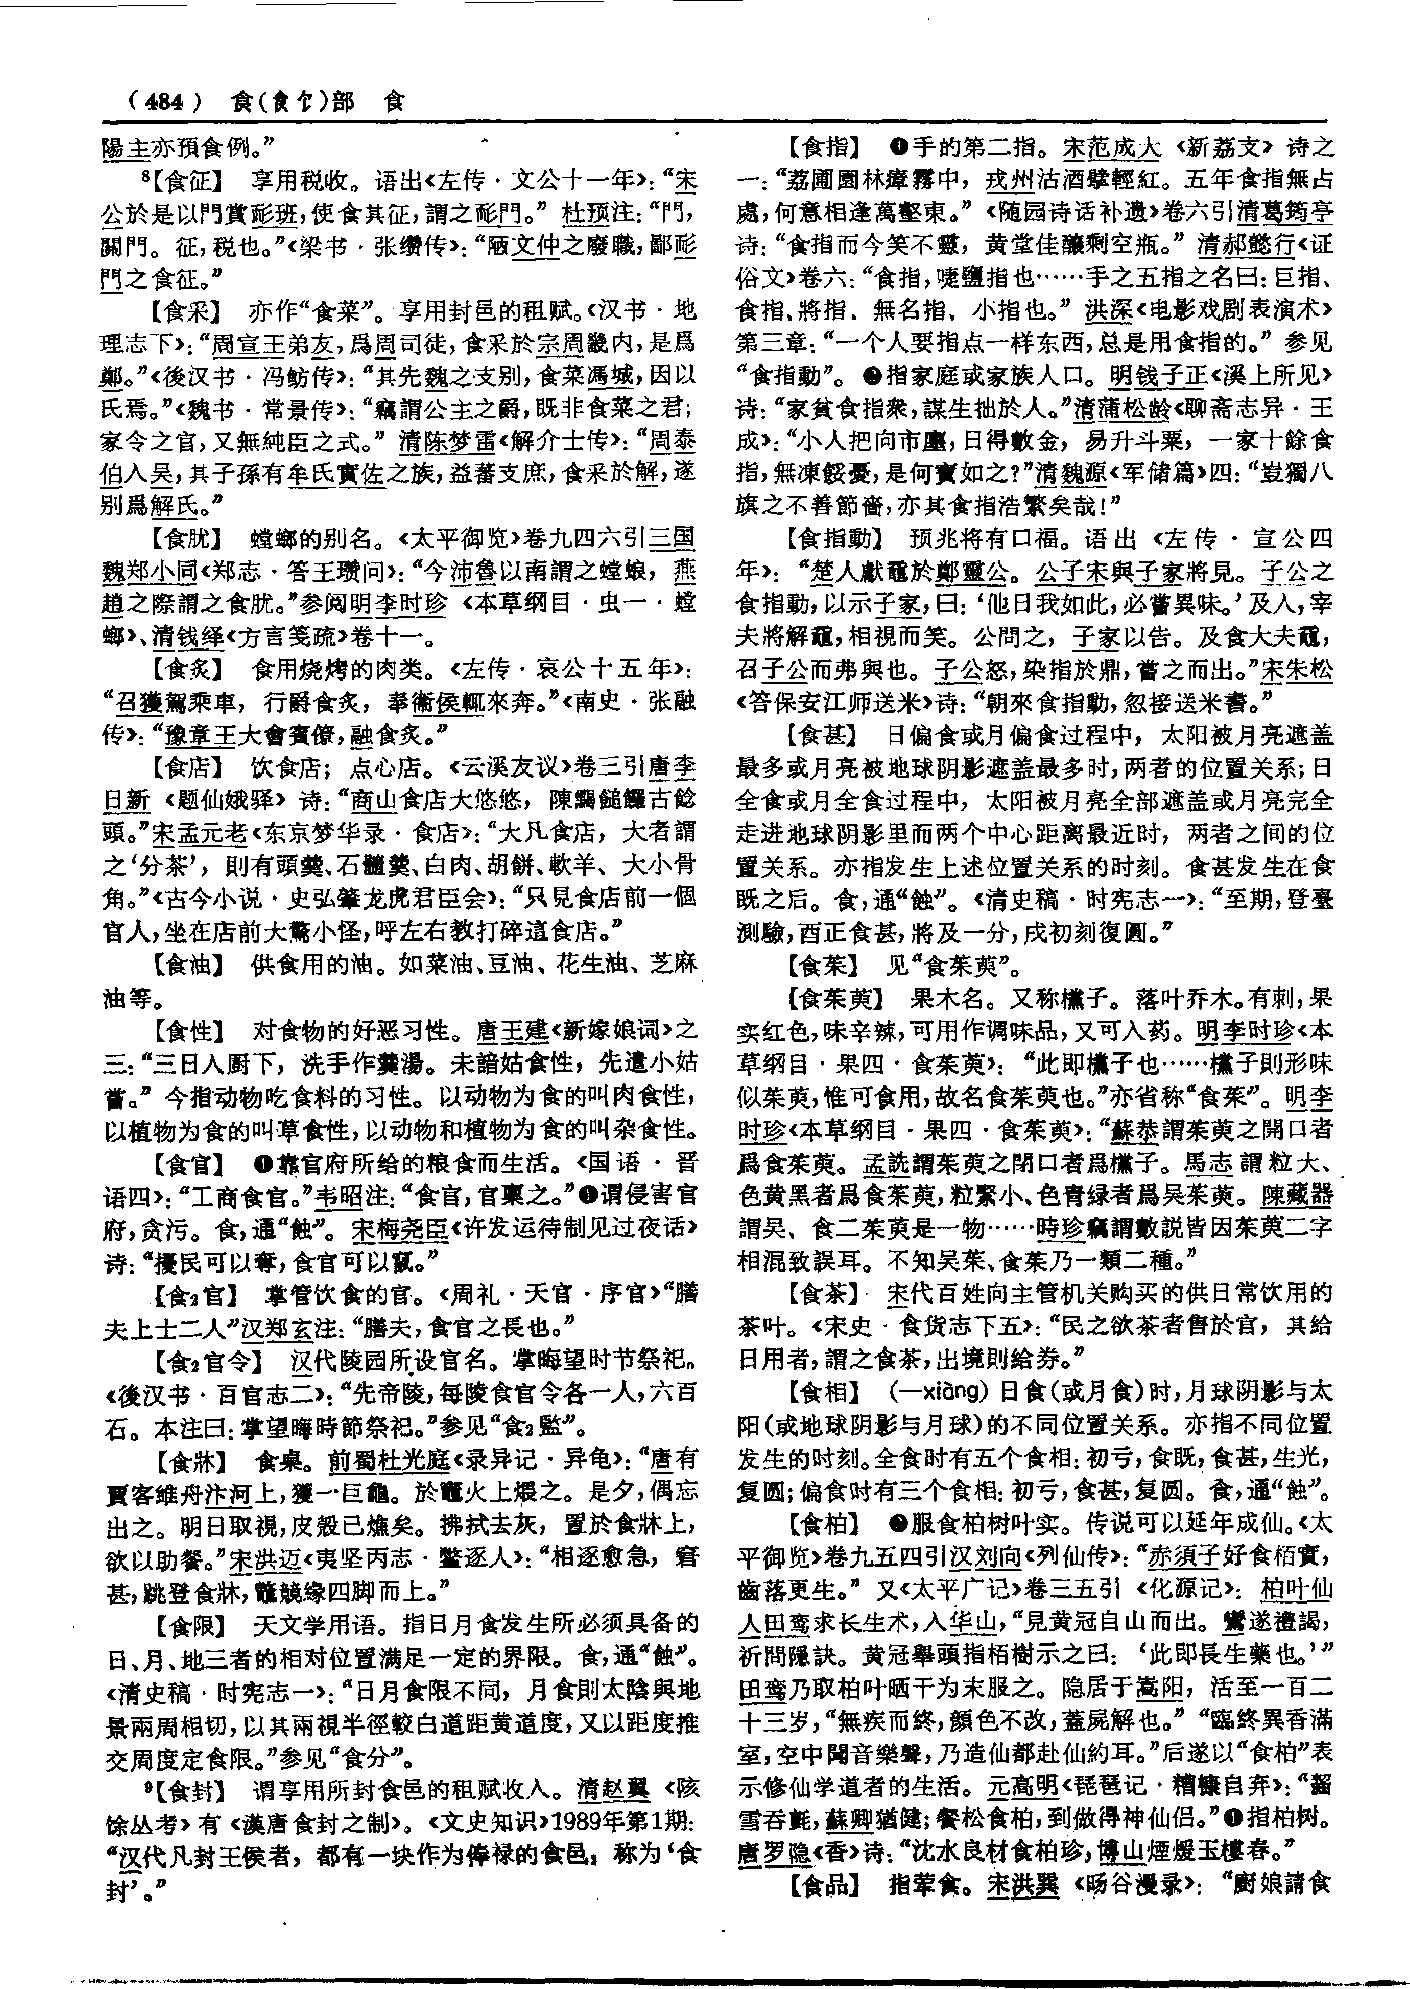 (484) 食(飠饣)部 食
陽主亦預食例。”
8【食征】 享用税收。语出《左传·文公十一年》：“宋
公於是以門賞耏班，使食其征，謂之耏門。” 杜预注：“門，
關門。征，税也。”《梁书·张缵传》：“陋文仲之廢職，鄙耏
門之食征。”
【食采】 亦作“食菜”。享用封邑的租赋。《汉书·地
理志下》：“周宣王弟友，爲周司徒，食采於宗周畿内，是爲
鄭。”《後汉书·冯鲂传》：“其先魏之支别，食菜馮城，因以
氏焉。”《魏书·常景传》：“竊謂公主之爵，既非食菜之君；
家令之官，又無純臣之式。” 清陈梦雷《解介士传》：“周泰
伯入吴，其子孫有牟氏賓佐之族，益蕃支庶，食采於解，遂
别爲解氏。”
【食肬】 螳螂的别名。《太平御览》卷九四六引三国
魏郑小同《郑志·答王瓒问》：“今沛魯以南謂之螳蜋，燕
趙之際謂之食肬。”参阅明李时珍《本草纲目·虫一·螳
螂》、清钱绎《方言笺疏》卷十一。
【食炙】 食用烧烤的肉类。《左传·哀公十五年》：
“召獲駕乘車，行爵食炙，奉衞侯輒來奔。”《南史·张融
传》：“豫章王大會賓僚，融食炙。”
【食店】 饮食店；点心店。《云溪友议》卷三引唐李
日新《题仙娥驿》诗：“商山食店大悠悠，陳鶡䭔饠古餕
頭。”宋孟元老《东京梦华录·食店》：“大凡食店，大者謂
之‘分茶’，則有頭羹、石髓羹、白肉、胡餅、軟羊、大小骨
角。”《古今小说·史弘肇龙虎君臣会》：“只見食店前一個
官人，坐在店前大驚小怪，呼左右教打碎這食店。”
【食油】 供食用的油。如菜油、豆油、花生油、芝麻
油等。
【食性】 对食物的好恶习性。唐王建《新嫁娘词》之
三：“三日入厨下，洗手作羹湯。未諳姑食性，先遣小姑
嘗。” 今指动物吃食料的习性。以动物为食的叫肉食性，
以植物为食的叫草食性，以动物和植物为食的叫杂食性。
【食官】 ❶靠官府所给的粮食而生活。《国语·晋
语四》：“工商食官。”韦昭注：“食官，官稟之。”❷谓侵害官
府，贪污。食，通“蝕”。 宋梅尧臣《许发运待制见过夜话》
诗：“擾民可以奪，食官可以竄。”
【食2官】 掌管饮食的官。《周礼·天官·序官》“膳
夫上士二人”汉郑玄注：“膳夫，食官之長也。”
【食2官令】 汉代陵园所设官名。掌晦望时节祭祀。
《後汉书·百官志二》：“先帝陵，每陵食官令各一人，六百
石。本注曰：掌望晦時節祭祀。”参见“食2監”。
【食牀】 食桌。前蜀杜光庭《录异记·异龟》：“唐有
賈客維舟汴河上，獲一巨龜。於竈火上煨之。是夕，偶忘
出之。明日取視，皮殻已燋矣。拂拭去灰，置於食牀上，
欲以助餐。”宋洪迈《夷坚丙志·鼈逐人》：“相逐愈急，窘
甚，跳登食牀，鼈競緣四脚而上。”
【食限】 天文学用语。指日月食发生所必须具备的
日、月、地三者的相对位置满足一定的界限。食，通“蝕”。
《清史稿·时宪志一》：“日月食限不同，月食則太陰與地
景兩周相切，以其兩視半徑較白道距黄道度，又以距度推
交周度定食限。”参见“食分”。
9【食封】 谓享用所封食邑的租赋收入。清赵翼《陔
馀丛考》有《漢唐食封之制》。《文史知识》1989年第1期：
“汉代凡封王侯者，都有一块作为俸禄的食邑，称为‘食
封’。”
【食指】 ❶手的第二指。宋范成大《新荔支》诗之
一：“荔圃園林瘴霧中，戎州沽酒擘輕紅。五年食指無占
處，何意相逢萬壑東。”《随园诗话补遗》卷六引清葛筠亭
诗：“食指而今笑不靈，黄堂佳釀剩空瓶。” 清郝懿行《证
俗文》卷六：“食指，啑鹽指也……手之五指之名曰：巨指、
食指、將指、無名指、小指也。” 洪深《电影戏剧表演术》
第三章：“一个人要指点一样东西，总是用食指的。” 参见
“食指動”。❷指家庭或家族人口。明钱子正《溪上所见》
诗：“家貧食指衆，謀生拙於人。”清蒲松龄《聊斋志异·王
成》：“小人把向市廛，日得數金，易升斗粟，一家十餘食
指，無凍餒憂，是何寶如之？”清魏源《军储篇》四：“豈獨八
旗之不善節嗇，亦其食指浩繁矣哉！”
【食指動】 预兆将有口福。语出《左传·宣公四
年》：“楚人獻黿於鄭靈公。公子宋與子家將見。子公之
食指動，以示子家，曰：‘他日我如此，必嘗異味。’及入，宰
夫將解黿，相視而笑。公問之，子家以告。及食大夫黿，
召子公而弗與也。子公怒，染指於鼎，嘗之而出。”宋朱松
《答保安江师送米》诗：“朝來食指動，忽接送米書。”
【食甚】 日偏食或月偏食过程中，太阳被月亮遮盖
最多或月亮被地球阴影遮盖最多时，两者的位置关系；日
全食或月全食过程中，太阳被月亮全部遮盖或月亮完全
走进地球阴影里而两个中心距离最近时，两者之间的位
置关系。亦指发生上述位置关系的时刻。食甚发生在食
既之后。食，通“蝕”。《清史稿·时宪志一》：“至期，登臺
測驗，酉正食甚，將及一分，戌初刻復圓。”
【食茱】 见“食茱萸”。
【食茱萸】 果木名。又称欓子。落叶乔木。有刺，果
实红色，味辛辣，可用作调味品，又可入药。明李时珍《本
草纲目·果四·食茱萸》：“此即欓子也……欓子則形味
似茱萸，惟可食用，故名食茱萸也。”亦省称“食茱”。明李
时珍《本草纲目·果四·食茱萸》：“蘇恭謂茱萸之開口者
爲食茱萸。孟詵謂茱萸之閉口者爲欓子。馬志謂粒大、
色黄黑者爲食茱萸，粒緊小、色青緑者爲吴茱萸。陳藏器
謂吴、食二茱萸是一物……時珍竊謂數説皆因茱萸二字
相混致誤耳。不知吴茱、食茱乃一類二種。”
【食茶】 宋代百姓向主管机关购买的供日常饮用的
茶叶。《宋史·食货志下五》：“民之欲茶者售於官，其给
日用者，謂之食茶，出境則给券。”
【食相】 （—xiàng）日食（或月食）时，月球阴影与太
阳（或地球阴影与月球）的不同位置关系。亦指不同位置
发生的时刻。全食时有五个食相：初亏，食既，食甚，生光，
复圆；偏食时有三个食相：初亏，食甚，复圆。食，通“蝕”。
【食柏】 ❶服食柏树叶实。传说可以延年成仙。《太
平御览》卷九五四引汉刘向《列仙传》：“赤須子好食栢實，
齒落更生。” 又《太平广记》卷三五引《化源记》：柏叶仙
人田鸾求长生术，入华山，“見黄冠自山而出。鸞遂禮謁，
祈問隱訣。黄冠舉頭指栢樹示之曰：‘此即長生藥也。’”
田鸾乃取柏叶晒干为末服之。隐居于嵩阳，活至一百二
十三岁，“無疾而終，顔色不改，蓋屍解也。”“臨終異香滿
室，空中聞音樂聲，乃造仙都赴仙約耳。”后遂以“食柏”表
示修仙学道者的生活。元高明《琵琶记·糟糠自弃》：“齧
雪吞氈，蘇卿猶健；餐松食柏，到做得神仙侣。”❷指柏树。
唐罗隐《香》诗：“沈水良材食柏珍，博山煙煖玉樓春。”
【食品】 指荤食。宋洪巽《旸谷漫录》：“廚娘請食